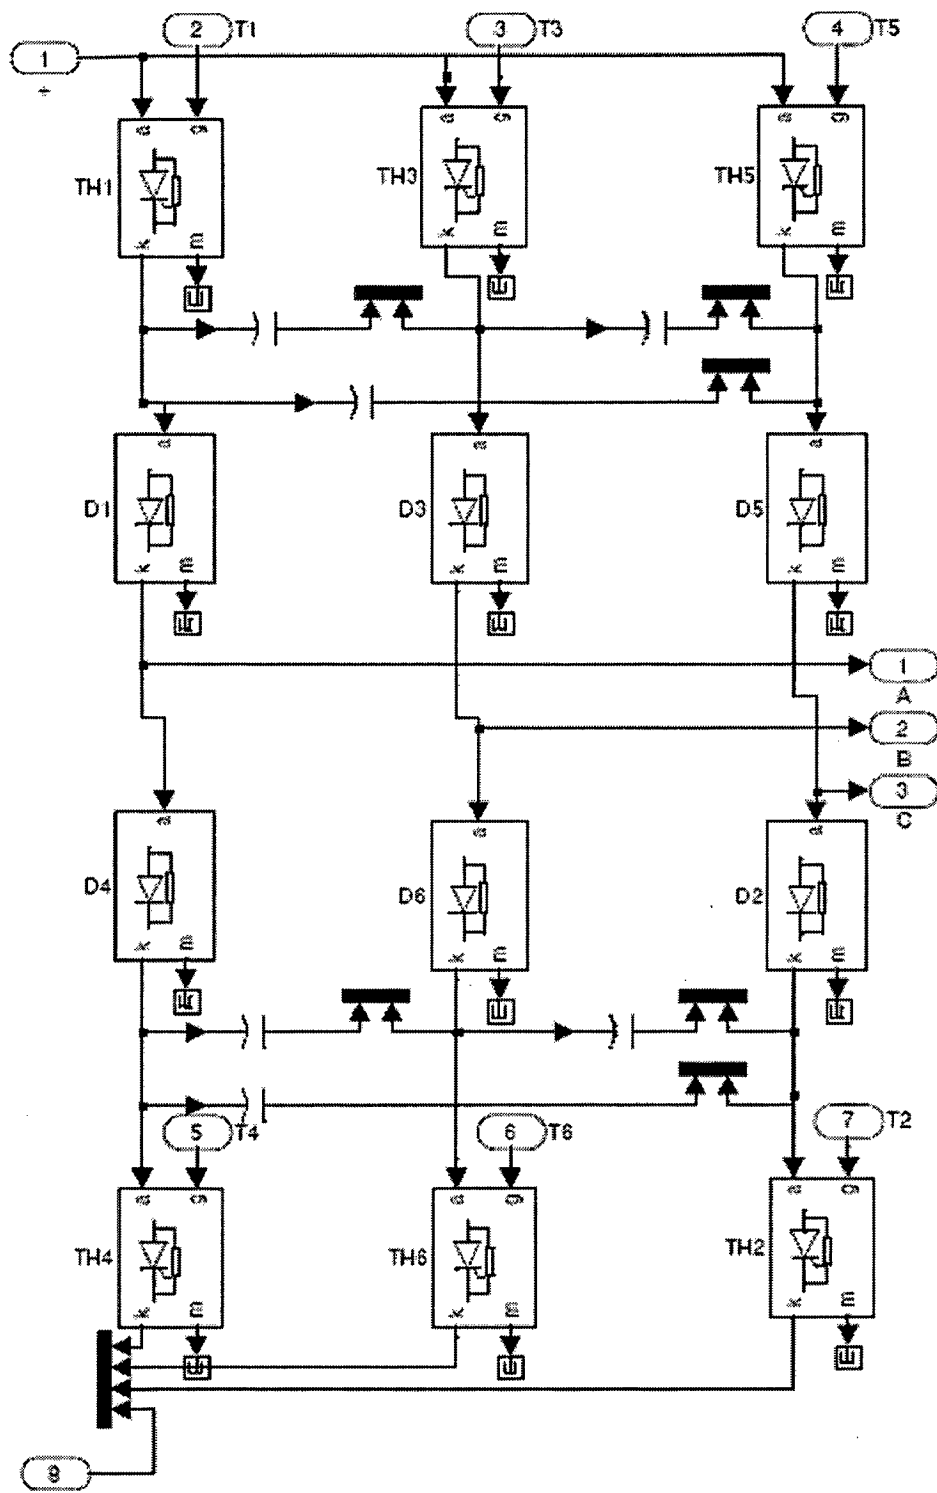 2 T1 3 T3 4 T5
1
+
a g a g a g
TH1 TH3 TH5
k m k m k m
a a a
D1 D3 D5
k m k m k m
1
A
2
B
3
C
a a a
D4 D6 D2
k m k m k m
5 T4 6 T6 7 T2
a g a g a g
TH4 TH6 TH2
k m k m k m
8